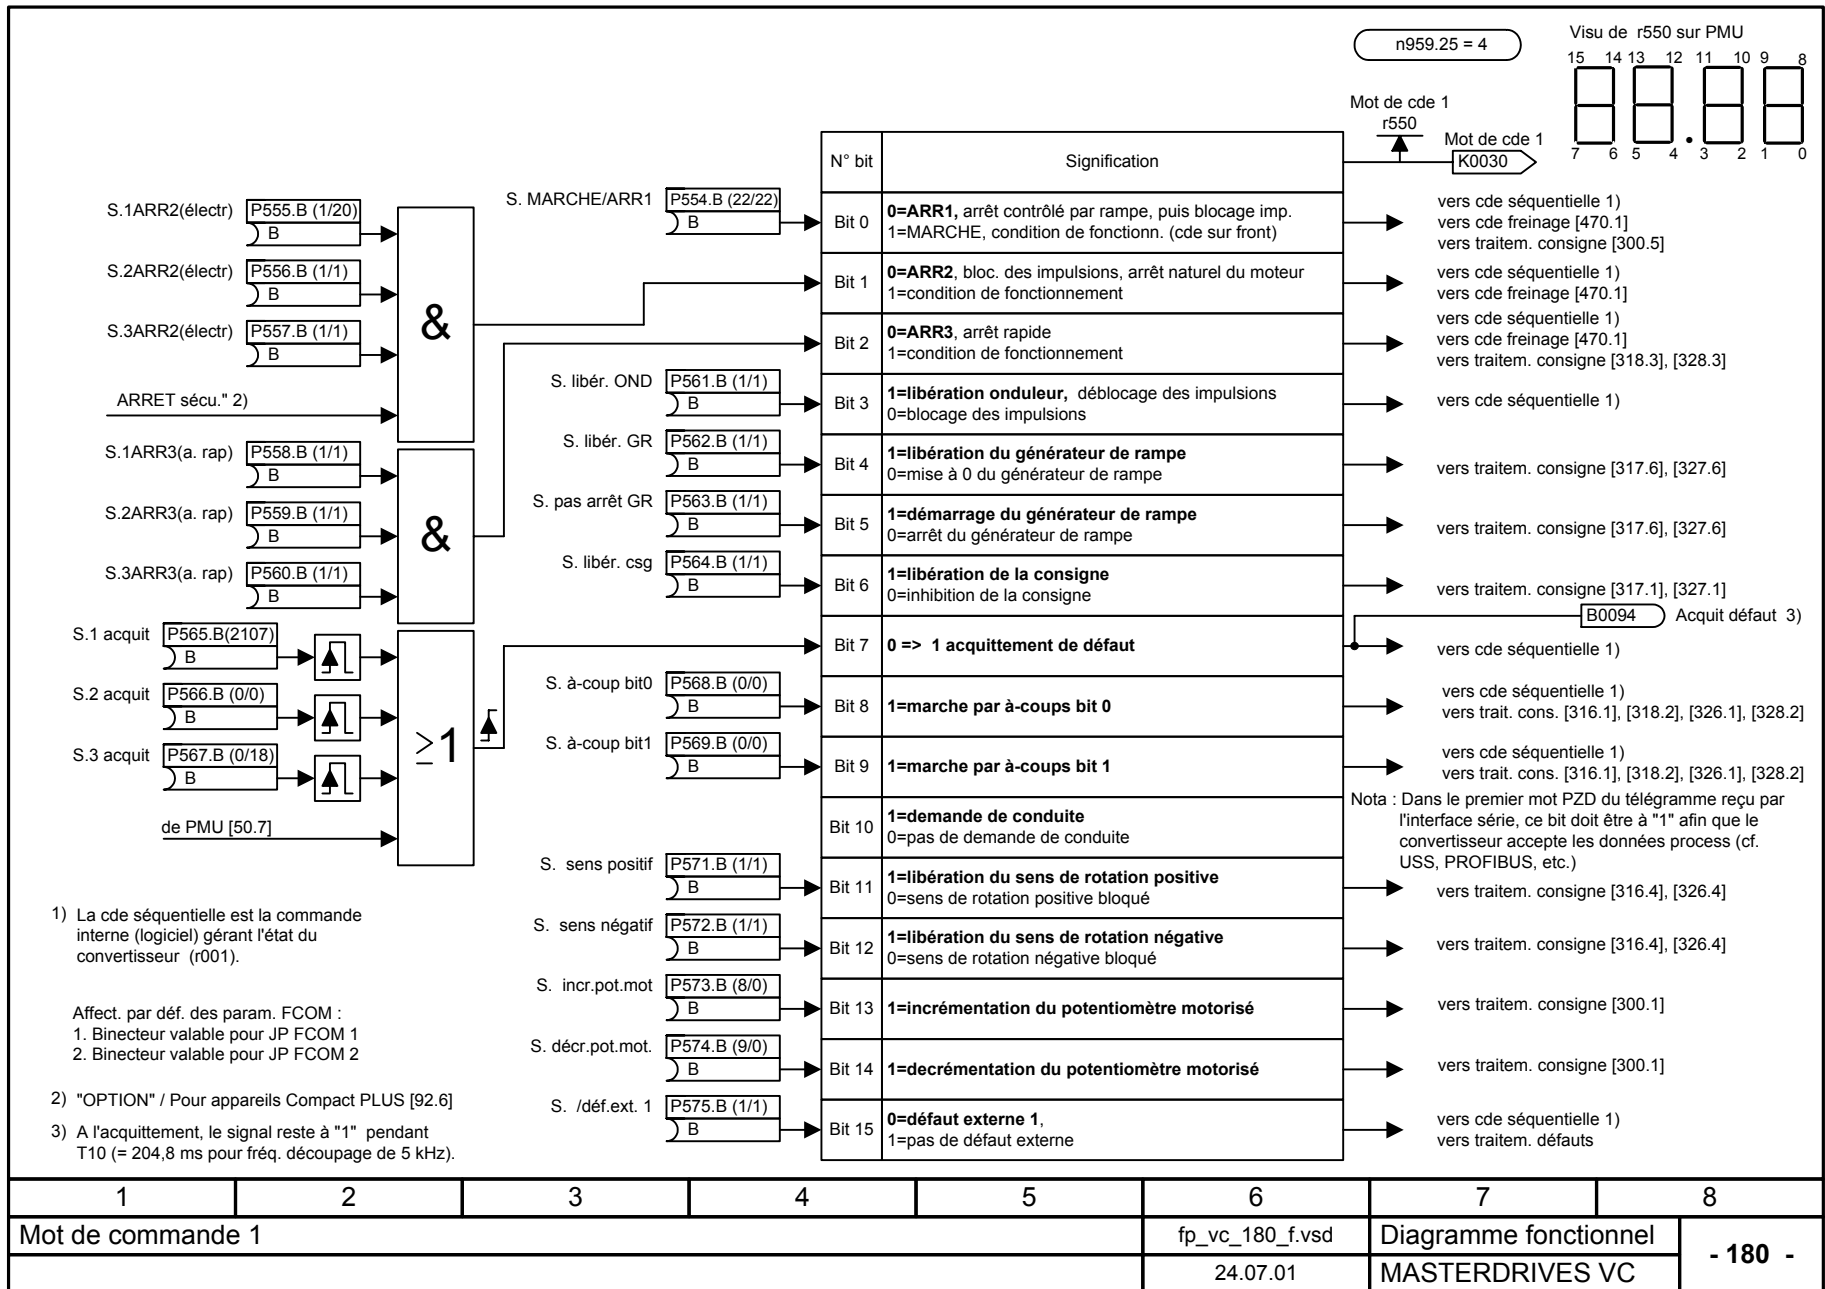 n959.25 = 4
Visu de r550 sur PMU
15 14 13 12 11 10 9 8
7 6 5 4 3 2 1 0
Mot de cde 1
r550
Mot de cde 1
K0030
N° bit
Signification
S.1ARR2(électr)
P555.B (1/20)
B
S.2ARR2(électr)
P556.B (1/1)
B
S.3ARR2(électr)
P557.B (1/1)
B
ARRET sécu." 2)
&
S.1ARR3(a. rap)
P558.B (1/1)
B
S.2ARR3(a. rap)
P559.B (1/1)
B
S.3ARR3(a. rap)
P560.B (1/1)
B
&
S.1 acquit
P565.B(2107)
B
S.2 acquit
P566.B (0/0)
B
S.3 acquit
P567.B (0/18)
B
de PMU [50.7]
≥1
S. MARCHE/ARR1
P554.B (22/22)
B
Bit 0
0=ARR1, arrêt contrôlé par rampe, puis blocage imp.
1=MARCHE, condition de fonctionn. (cde sur front)
vers cde séquentielle 1)
vers cde freinage [470.1]
vers traitem. consigne [300.5]
Bit 1
0=ARR2, bloc. des impulsions, arrêt naturel du moteur
1=condition de fonctionnement
vers cde séquentielle 1)
vers cde freinage [470.1]
Bit 2
0=ARR3, arrêt rapide
1=condition de fonctionnement
vers cde séquentielle 1)
vers cde freinage [470.1]
vers traitem. consigne [318.3], [328.3]
S. libér. OND
P561.B (1/1)
B
Bit 3
1=libération onduleur, déblocage des impulsions
0=blocage des impulsions
vers cde séquentielle 1)
S. libér. GR
P562.B (1/1)
B
Bit 4
1=libération du générateur de rampe
0=mise à 0 du générateur de rampe
vers traitem. consigne [317.6], [327.6]
S. pas arrêt GR
P563.B (1/1)
B
Bit 5
1=démarrage du générateur de rampe
0=arrêt du générateur de rampe
vers traitem. consigne [317.6], [327.6]
S. libér. csg
P564.B (1/1)
B
Bit 6
1=libération de la consigne
0=inhibition de la consigne
vers traitem. consigne [317.1], [327.1]
B0094
Acquit défaut 3)
Bit 7
0 => 1 acquittement de défaut
vers cde séquentielle 1)
S. à-coup bit0
P568.B (0/0)
B
Bit 8
1=marche par à-coups bit 0
vers cde séquentielle 1)
vers trait. cons. [316.1], [318.2], [326.1], [328.2]
S. à-coup bit1
P569.B (0/0)
B
Bit 9
1=marche par à-coups bit 1
vers cde séquentielle 1)
vers trait. cons. [316.1], [318.2], [326.1], [328.2]
Bit 10
1=demande de conduite
0=pas de demande de conduite
Nota : Dans le premier mot PZD du télégramme reçu par
l'interface série, ce bit doit être à "1" afin que le
convertisseur accepte les données process (cf.
USS, PROFIBUS, etc.)
S. sens positif
P571.B (1/1)
B
Bit 11
1=libération du sens de rotation positive
0=sens de rotation positive bloqué
vers traitem. consigne [316.4], [326.4]
S. sens négatif
P572.B (1/1)
B
Bit 12
1=libération du sens de rotation négative
0=sens de rotation négative bloqué
vers traitem. consigne [316.4], [326.4]
S. incr.pot.mot
P573.B (8/0)
B
Bit 13
1=incrémentation du potentiomètre motorisé
vers traitem. consigne [300.1]
S. décr.pot.mot.
P574.B (9/0)
B
Bit 14
1=decrémentation du potentiomètre motorisé
vers traitem. consigne [300.1]
S. /déf.ext. 1
P575.B (1/1)
B
Bit 15
0=défaut externe 1,
1=pas de défaut externe
vers cde séquentielle 1)
vers traitem. défauts
1) La cde séquentielle est la commande
interne (logiciel) gérant l'état du
convertisseur (r001).
Affect. par déf. des param. FCOM :
1. Binecteur valable pour JP FCOM 1
2. Binecteur valable pour JP FCOM 2
2) "OPTION" / Pour appareils Compact PLUS [92.6]
3) A l'acquittement, le signal reste à "1" pendant
T10 (= 204,8 ms pour fréq. découpage de 5 kHz).
1 2 3 4 5 6 7 8
Mot de commande 1
fp_vc_180_f.vsd
Diagramme fonctionnel
- 180 -
24.07.01
MASTERDRIVES VC